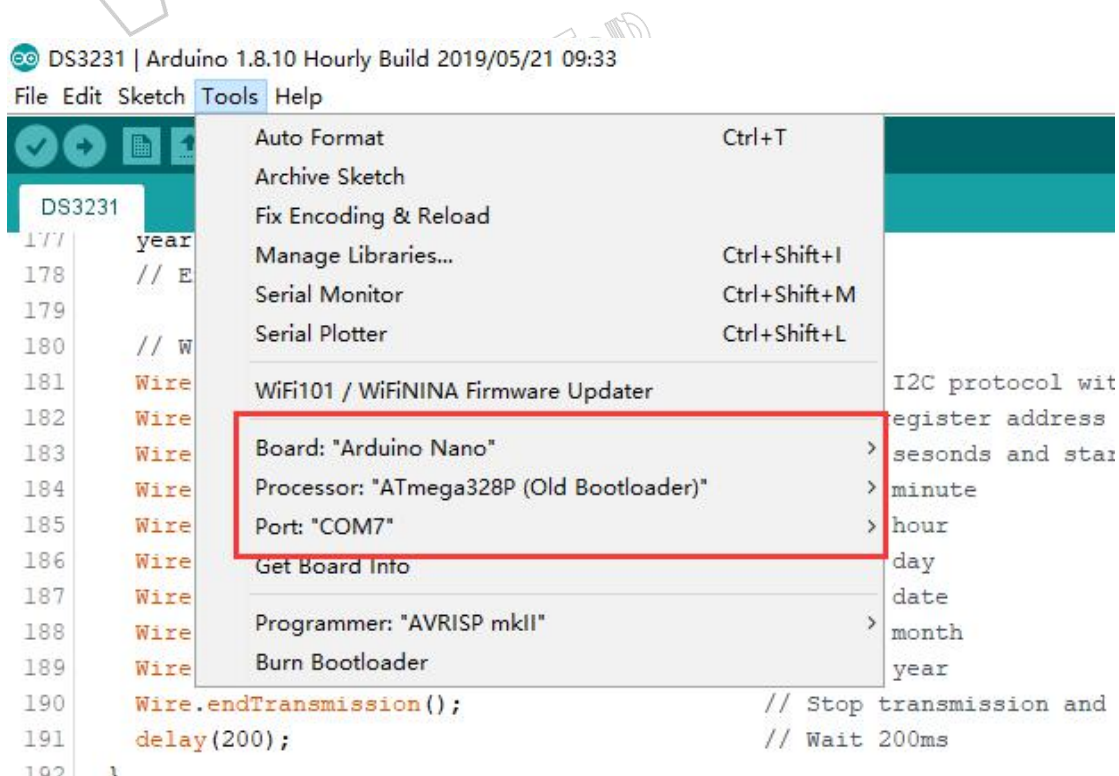 DS3231 | Arduino 1.8.10 Hourly Build 2019/05/21 09:33
File Edit Sketch Tools Help
Auto Format Ctrl+T
Archive Sketch
DS3231
Fix Encoding & Reload
177 year
Manage Libraries... Ctrl+Shift+I
178 // E
Serial Monitor Ctrl+Shift+M
179
Serial Plotter Ctrl+Shift+L
180 // W
181 Wire I2C protocol wit
WiFi101 / WiFiNINA Firmware Updater
182 Wire register address
183 Wire Board: "Arduino Nano" > sesonds and star
184 Wire Processor: "ATmega328P (Old Bootloader)" > minute
185 Wire Port: "COM7" > hour
186 Wire Get Board Info day
187 Wire date
188 Wire Programmer: "AVRISP mkII" > month
189 Wire Burn Bootloader year
190 Wire.endTransmission(); // Stop transmission and
191 delay(200); // Wait 200ms
192 }